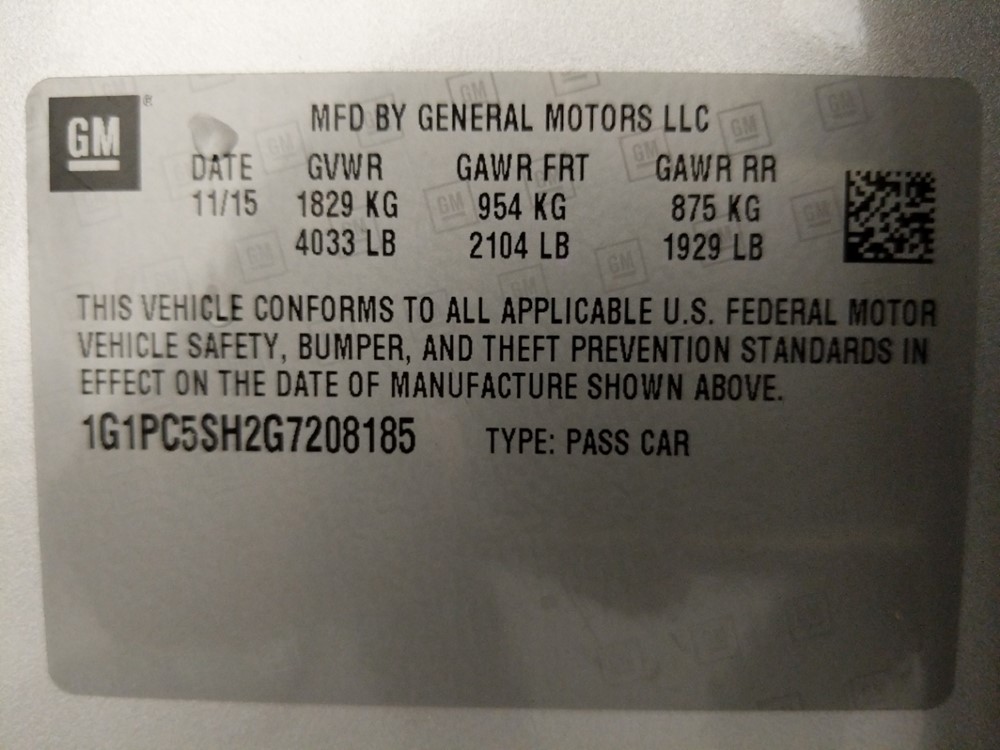 GM ®
MFD BY GENERAL MOTORS LLC
DATE GVWR GAWR FRT GAWR RR
11/15 1829 KG 954 KG 875 KG
4033 LB 2104 LB 1929 LB
THIS VEHICLE CONFORMS TO ALL APPLICABLE U.S. FEDERAL MOTOR
VEHICLE SAFETY, BUMPER, AND THEFT PREVENTION STANDARDS IN
EFFECT ON THE DATE OF MANUFACTURE SHOWN ABOVE.
1G1PC5SH2G7208185 TYPE: PASS CAR